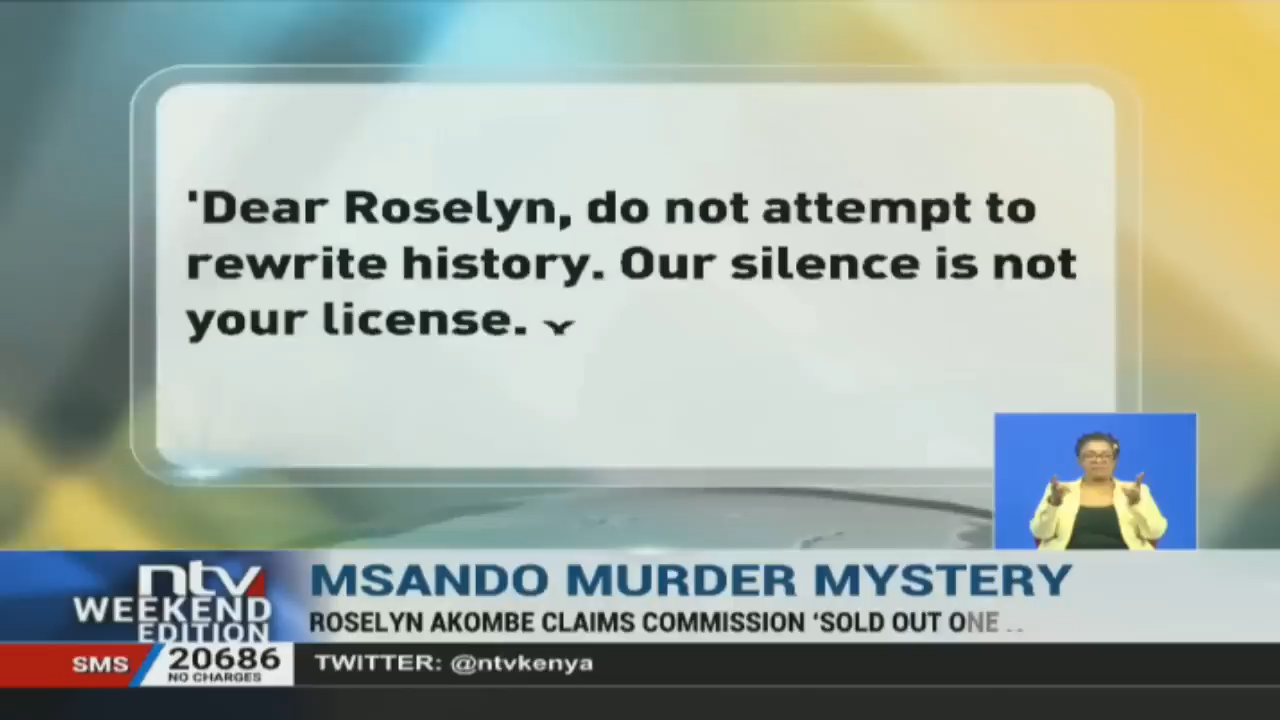 'Dear Roselyn, do not attempt to
rewrite history. Our silence is not
your license.
ntv
WEEKEND
EDITION
MSANDO MURDER MYSTERY
ROSELYN AKOMBE CLAIMS COMMISSION ‘SOLD OUT ONE ..
SMS 20686
NO CHARGES
TWITTER: @ntvkenya